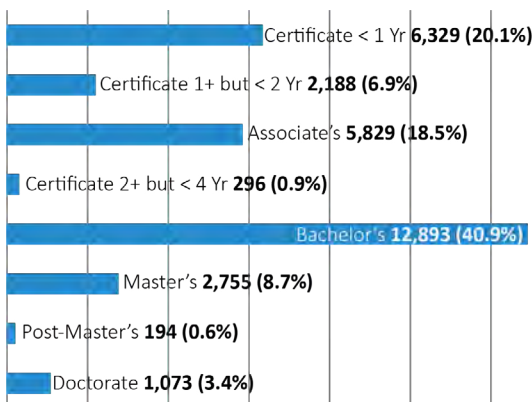 Certificate < 1 Yr 6,329 (20.1%)
Certificate 1+ but < 2 Yr 2,188 (6.9%)
Associate’s 5,829 (18.5%)
Certificate 2+ but < 4 Yr 296 (0.9%)
Bachelor’s 12,893 (40.9%)
Master’s 2,755 (8.7%)
Post-Master’s 194 (0.6%)
Doctorate 1,073 (3.4%)